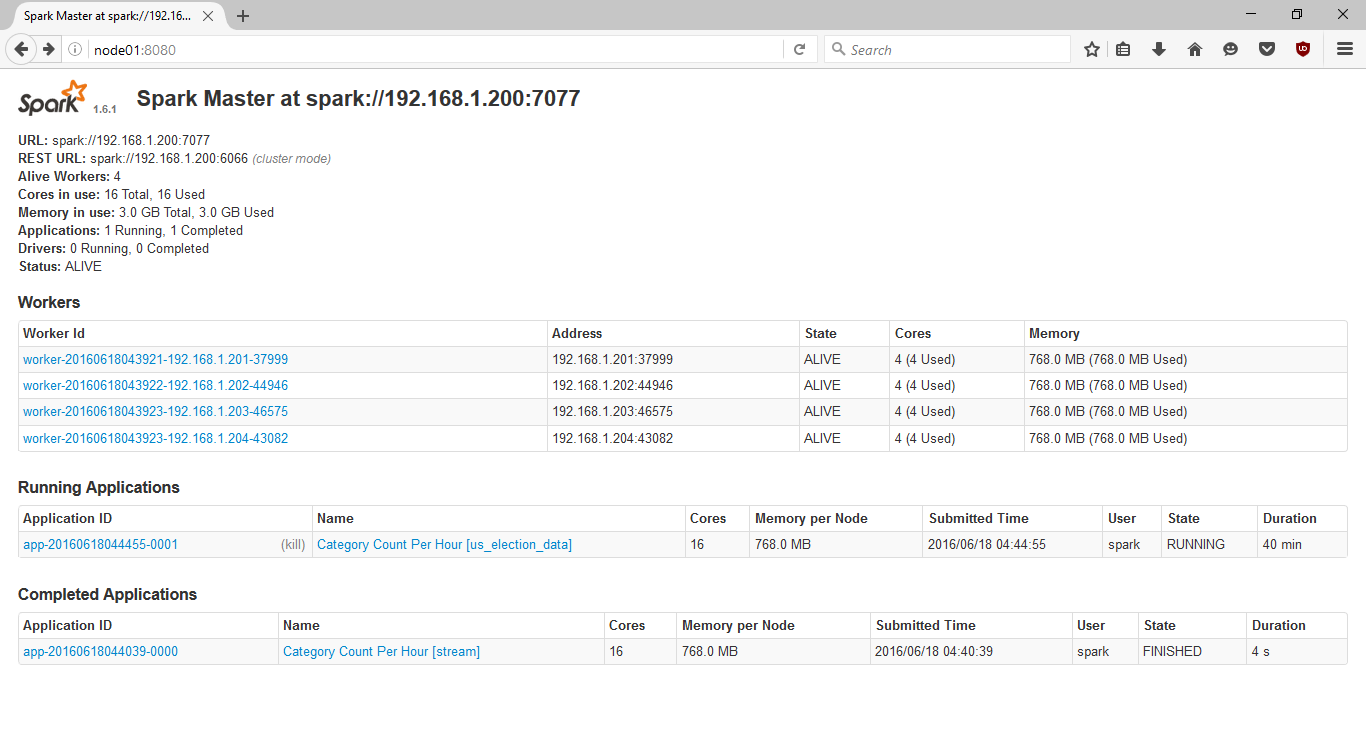 Spark Master at spark://192.16...
node01:8080
Search
Spark 1.6.1 Spark Master at spark://192.168.1.200:7077
URL: spark://192.168.1.200:7077
REST URL: spark://192.168.1.200:6066 (cluster mode)
Alive Workers: 4
Cores in use: 16 Total, 16 Used
Memory in use: 3.0 GB Total, 3.0 GB Used
Applications: 1 Running, 1 Completed
Drivers: 0 Running, 0 Completed
Status: ALIVE
Workers
Worker Id Address State Cores Memory
worker-20160618043921-192.168.1.201-37999 192.168.1.201:37999 ALIVE 4 (4 Used) 768.0 MB (768.0 MB Used)
worker-20160618043922-192.168.1.202-44946 192.168.1.202:44946 ALIVE 4 (4 Used) 768.0 MB (768.0 MB Used)
worker-20160618043923-192.168.1.203-46575 192.168.1.203:46575 ALIVE 4 (4 Used) 768.0 MB (768.0 MB Used)
worker-20160618043923-192.168.1.204-43082 192.168.1.204:43082 ALIVE 4 (4 Used) 768.0 MB (768.0 MB Used)
Running Applications
Application ID Name Cores Memory per Node Submitted Time User State Duration
app-20160618044455-0001 (kill) Category Count Per Hour [us_election_data] 16 768.0 MB 2016/06/18 04:44:55 spark RUNNING 40 min
Completed Applications
Application ID Name Cores Memory per Node Submitted Time User State Duration
app-20160618044039-0000 Category Count Per Hour [stream] 16 768.0 MB 2016/06/18 04:40:39 spark FINISHED 4 s